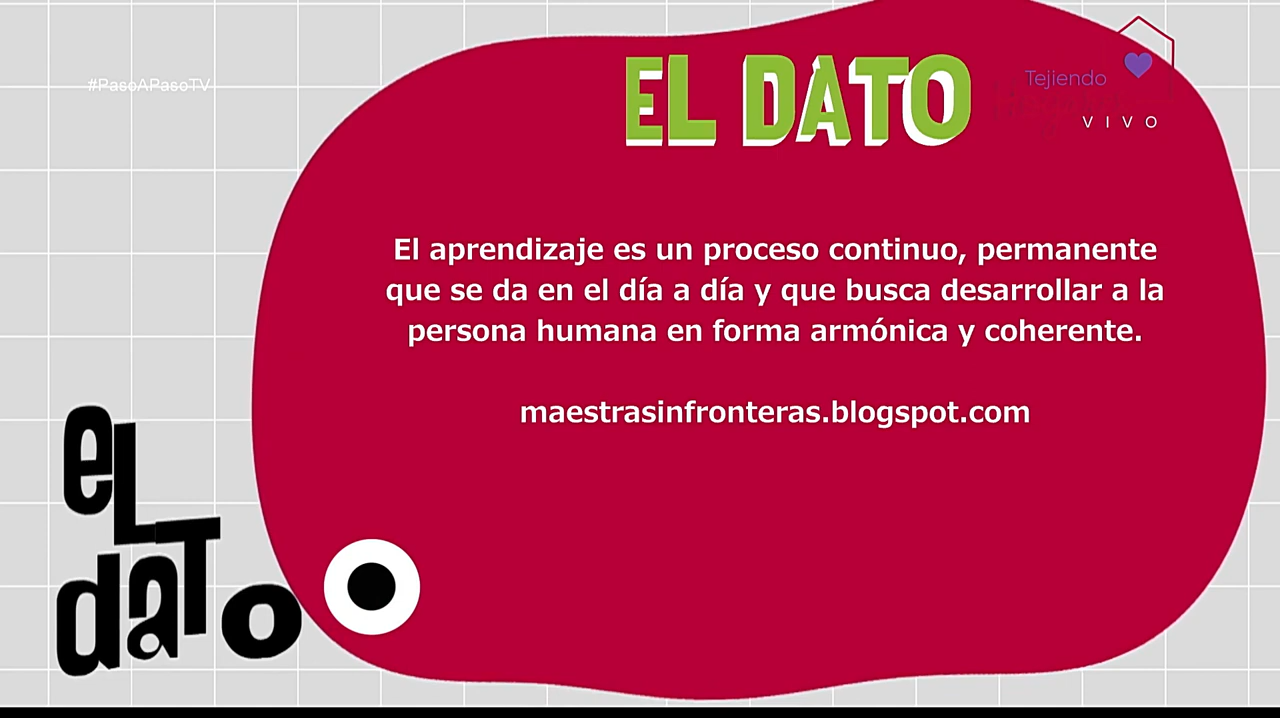 #PasoAPasoTV
EL DATO
Tejiendo
VIVO
El aprendizaje es un proceso continuo, permanente
que se da en el día a día y que busca desarrollar a la
persona humana en forma armónica y coherente.
maestrasinfronteras.blogspot.com
eL
daTo